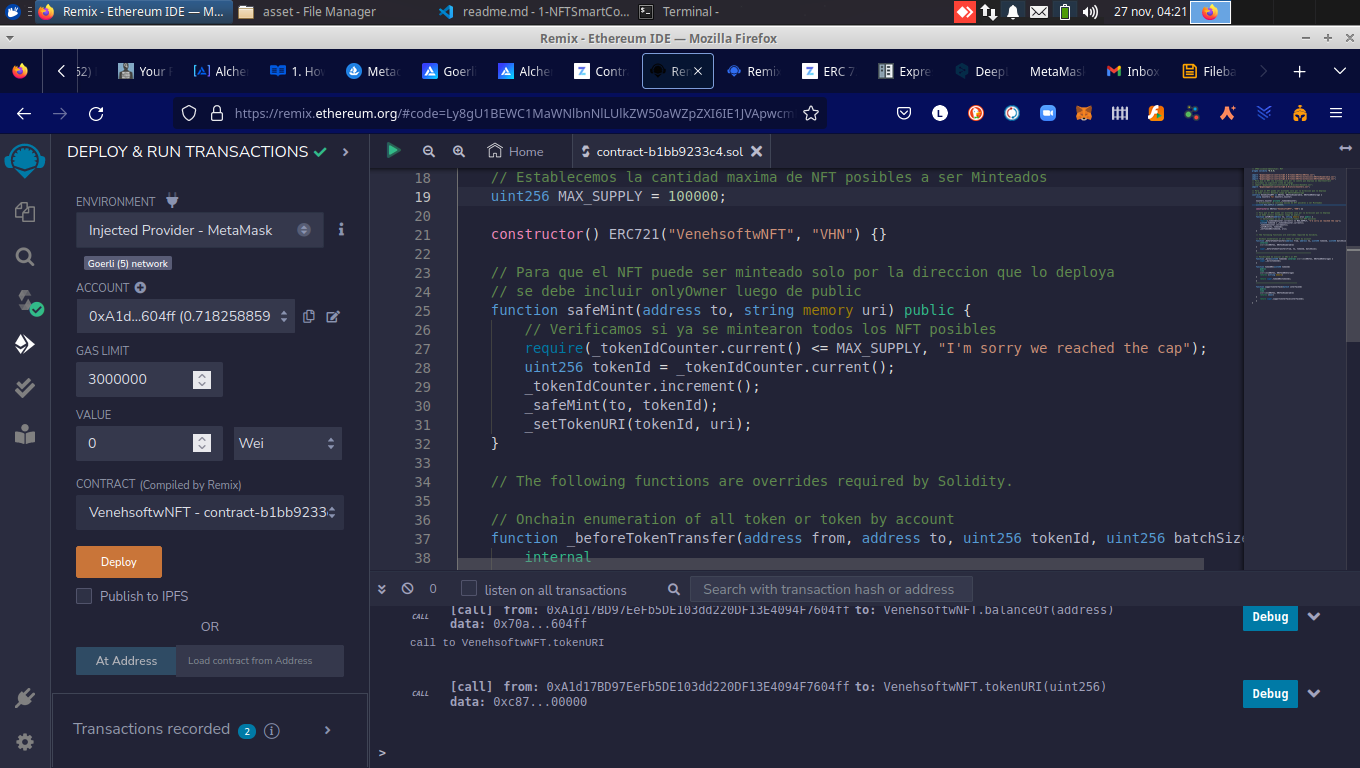 Remix - Ethereum IDE — M...
asset - File Manager
readme.md - 1-NFTSmartCo...
Terminal -
27 nov, 04:21
Remix - Ethereum IDE — Mozilla Firefox
Your
Alche
1. Ho
Metac
Goerl
Alche
Contr
Re
Remix
ERC 7
Expre
Deepl
MetaMas
Inbox
Fileba
https://remix.ethereum.org/#code=Ly8gU1BEWC1MaWNlbnNlLUlkZW50aWZpZXI6IE1JVApwcm
DEPLOY & RUN TRANSACTIONS
ENVIRONMENT
Injected Provider - MetaMask
Goerli (5) network
ACCOUNT
0xA1d...604ff (0.718258859
GAS LIMIT
3000000
VALUE
0
Wei
CONTRACT (Compiled by Remix)
VenehsoftwNFT - contract-b1bb9233
Deploy
Publish to IPFS
OR
At Address
Load contract from Address
Transactions recorded 2 i
Home
contract-b1bb9233c4.sol
18 // Establecemos la cantidad maxima de NFT posibles a ser Minteados
19 uint256 MAX_SUPPLY = 100000;
20
21 constructor() ERC721("VenehsoftwNFT", "VHN") {}
22
23 // Para que el NFT puede ser minteado solo por la direccion que lo deploya
24 // se debe incluir onlyOwner luego de public
25 function safeMint(address to, string memory uri) public {
26 // Verificamos si ya se mintearon todos los NFT posibles
27 require(_tokenIdCounter.current() <= MAX_SUPPLY, "I'm sorry we reached the cap");
28 uint256 tokenId = _tokenIdCounter.current();
29 _tokenIdCounter.increment();
30 _safeMint(to, tokenId);
31 _setTokenURI(tokenId, uri);
32 }
33
34 // The following functions are overrides required by Solidity.
35
36 // Onchain enumeration of all token or token by account
37 function _beforeTokenTransfer(address from, address to, uint256 tokenId, uint256 batchSize
38 internal
0
listen on all transactions
Search with transaction hash or address
CALL [call] from: 0xA1d17BD97EeFb5DE103dd220DF13E4094F7604ff to: VenehsoftwNFT.balanceOf(address)
data: 0x70a...604ff
Debug
call to VenehsoftwNFT.tokenURI
CALL [call] from: 0xA1d17BD97EeFb5DE103dd220DF13E4094F7604ff to: VenehsoftwNFT.tokenURI(uint256)
data: 0xc87...00000
Debug
>